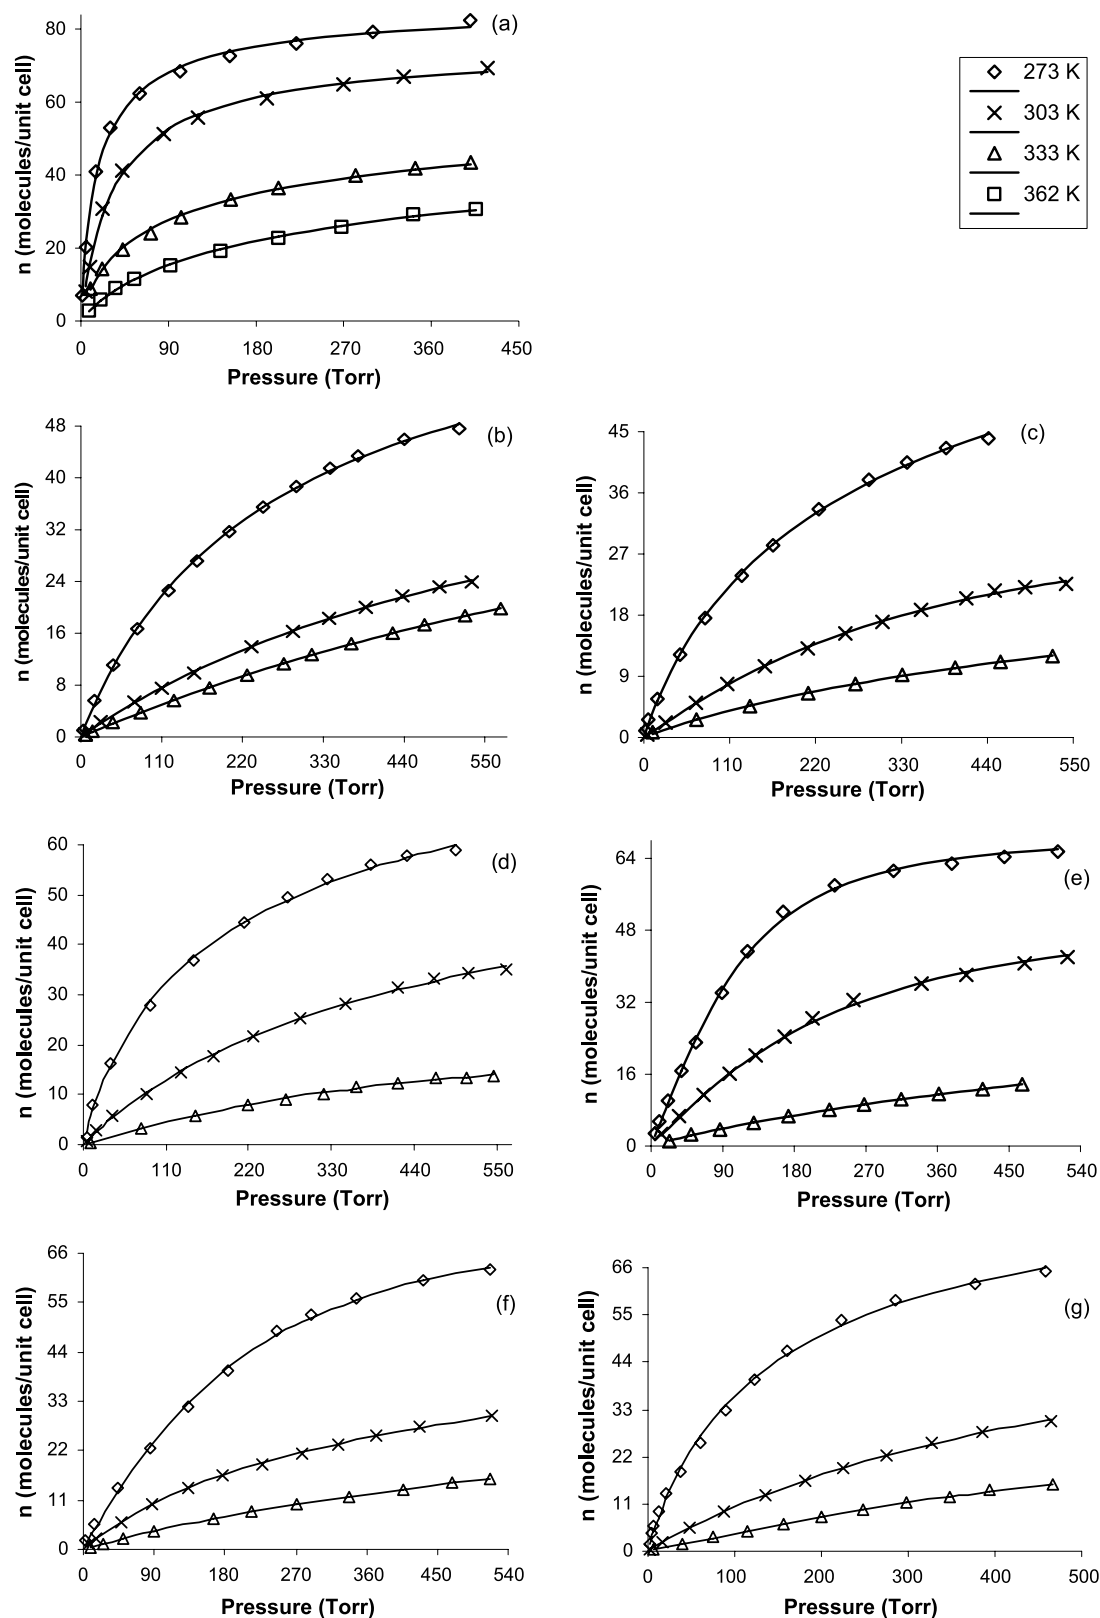 (a)
n (molecules/unit cell)
80
60
40
20
0
0 90 180 270 360 450
Pressure (Torr)
273 K
303 K
333 K
362 K
(b)
n (molecules/unit cell)
48
40
32
24
16
8
0
0 110 220 330 440 550
Pressure (Torr)
(c)
n (molecules/unit cell)
45
36
27
18
9
0
0 110 220 330 440 550
Pressure (Torr)
(d)
n (molecules/unit cell)
60
50
40
30
20
10
0
0 110 220 330 440 550
Pressure (Torr)
(e)
n (molecules/unit cell)
64
48
32
16
0
0 90 180 270 360 450 540
Pressure (Torr)
(f)
n (molecules/unit cell)
66
55
44
33
22
11
0
0 90 180 270 360 450 540
Pressure (Torr)
(g)
n (molecules/unit cell)
66
55
44
33
22
11
0
0 100 200 300 400 500
Pressure (Torr)